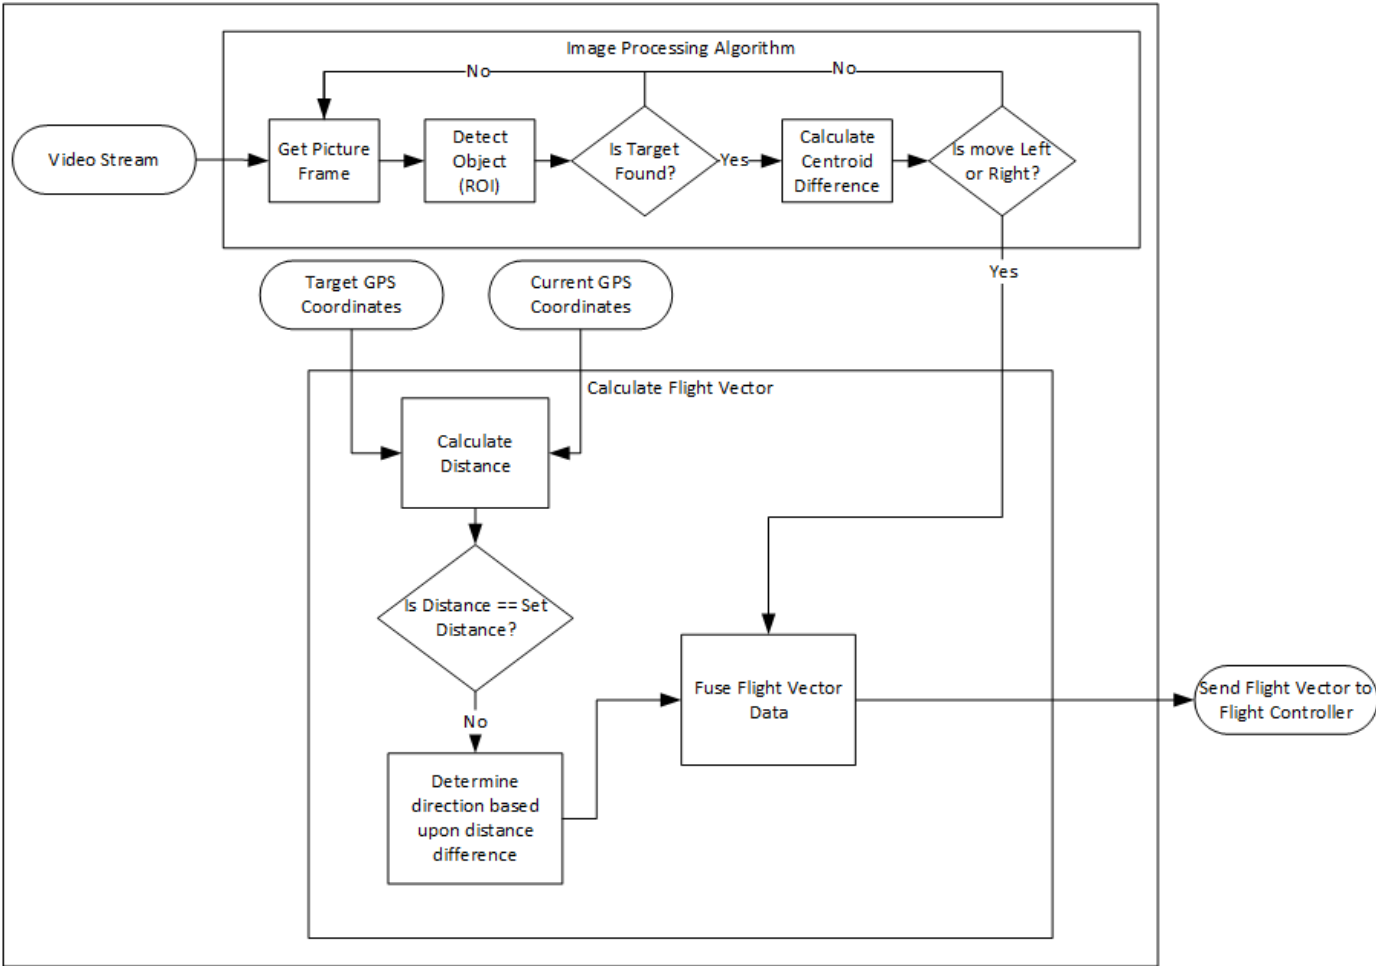 Image Processing Algorithm
No
No
Video Stream
Get Picture
Frame
Detect
Object
(ROI)
Is Target
Found?
Yes
Calculate
Centroid
Difference
Is move Left
or Right?
Yes
Target GPS
Coordinates
Current GPS
Coordinates
Calculate Flight Vector
Calculate
Distance
Is Distance == Set
Distance?
No
Determine
direction based
upon distance
difference
Fuse Flight Vector
Data
Send Flight Vector to
Flight Controller